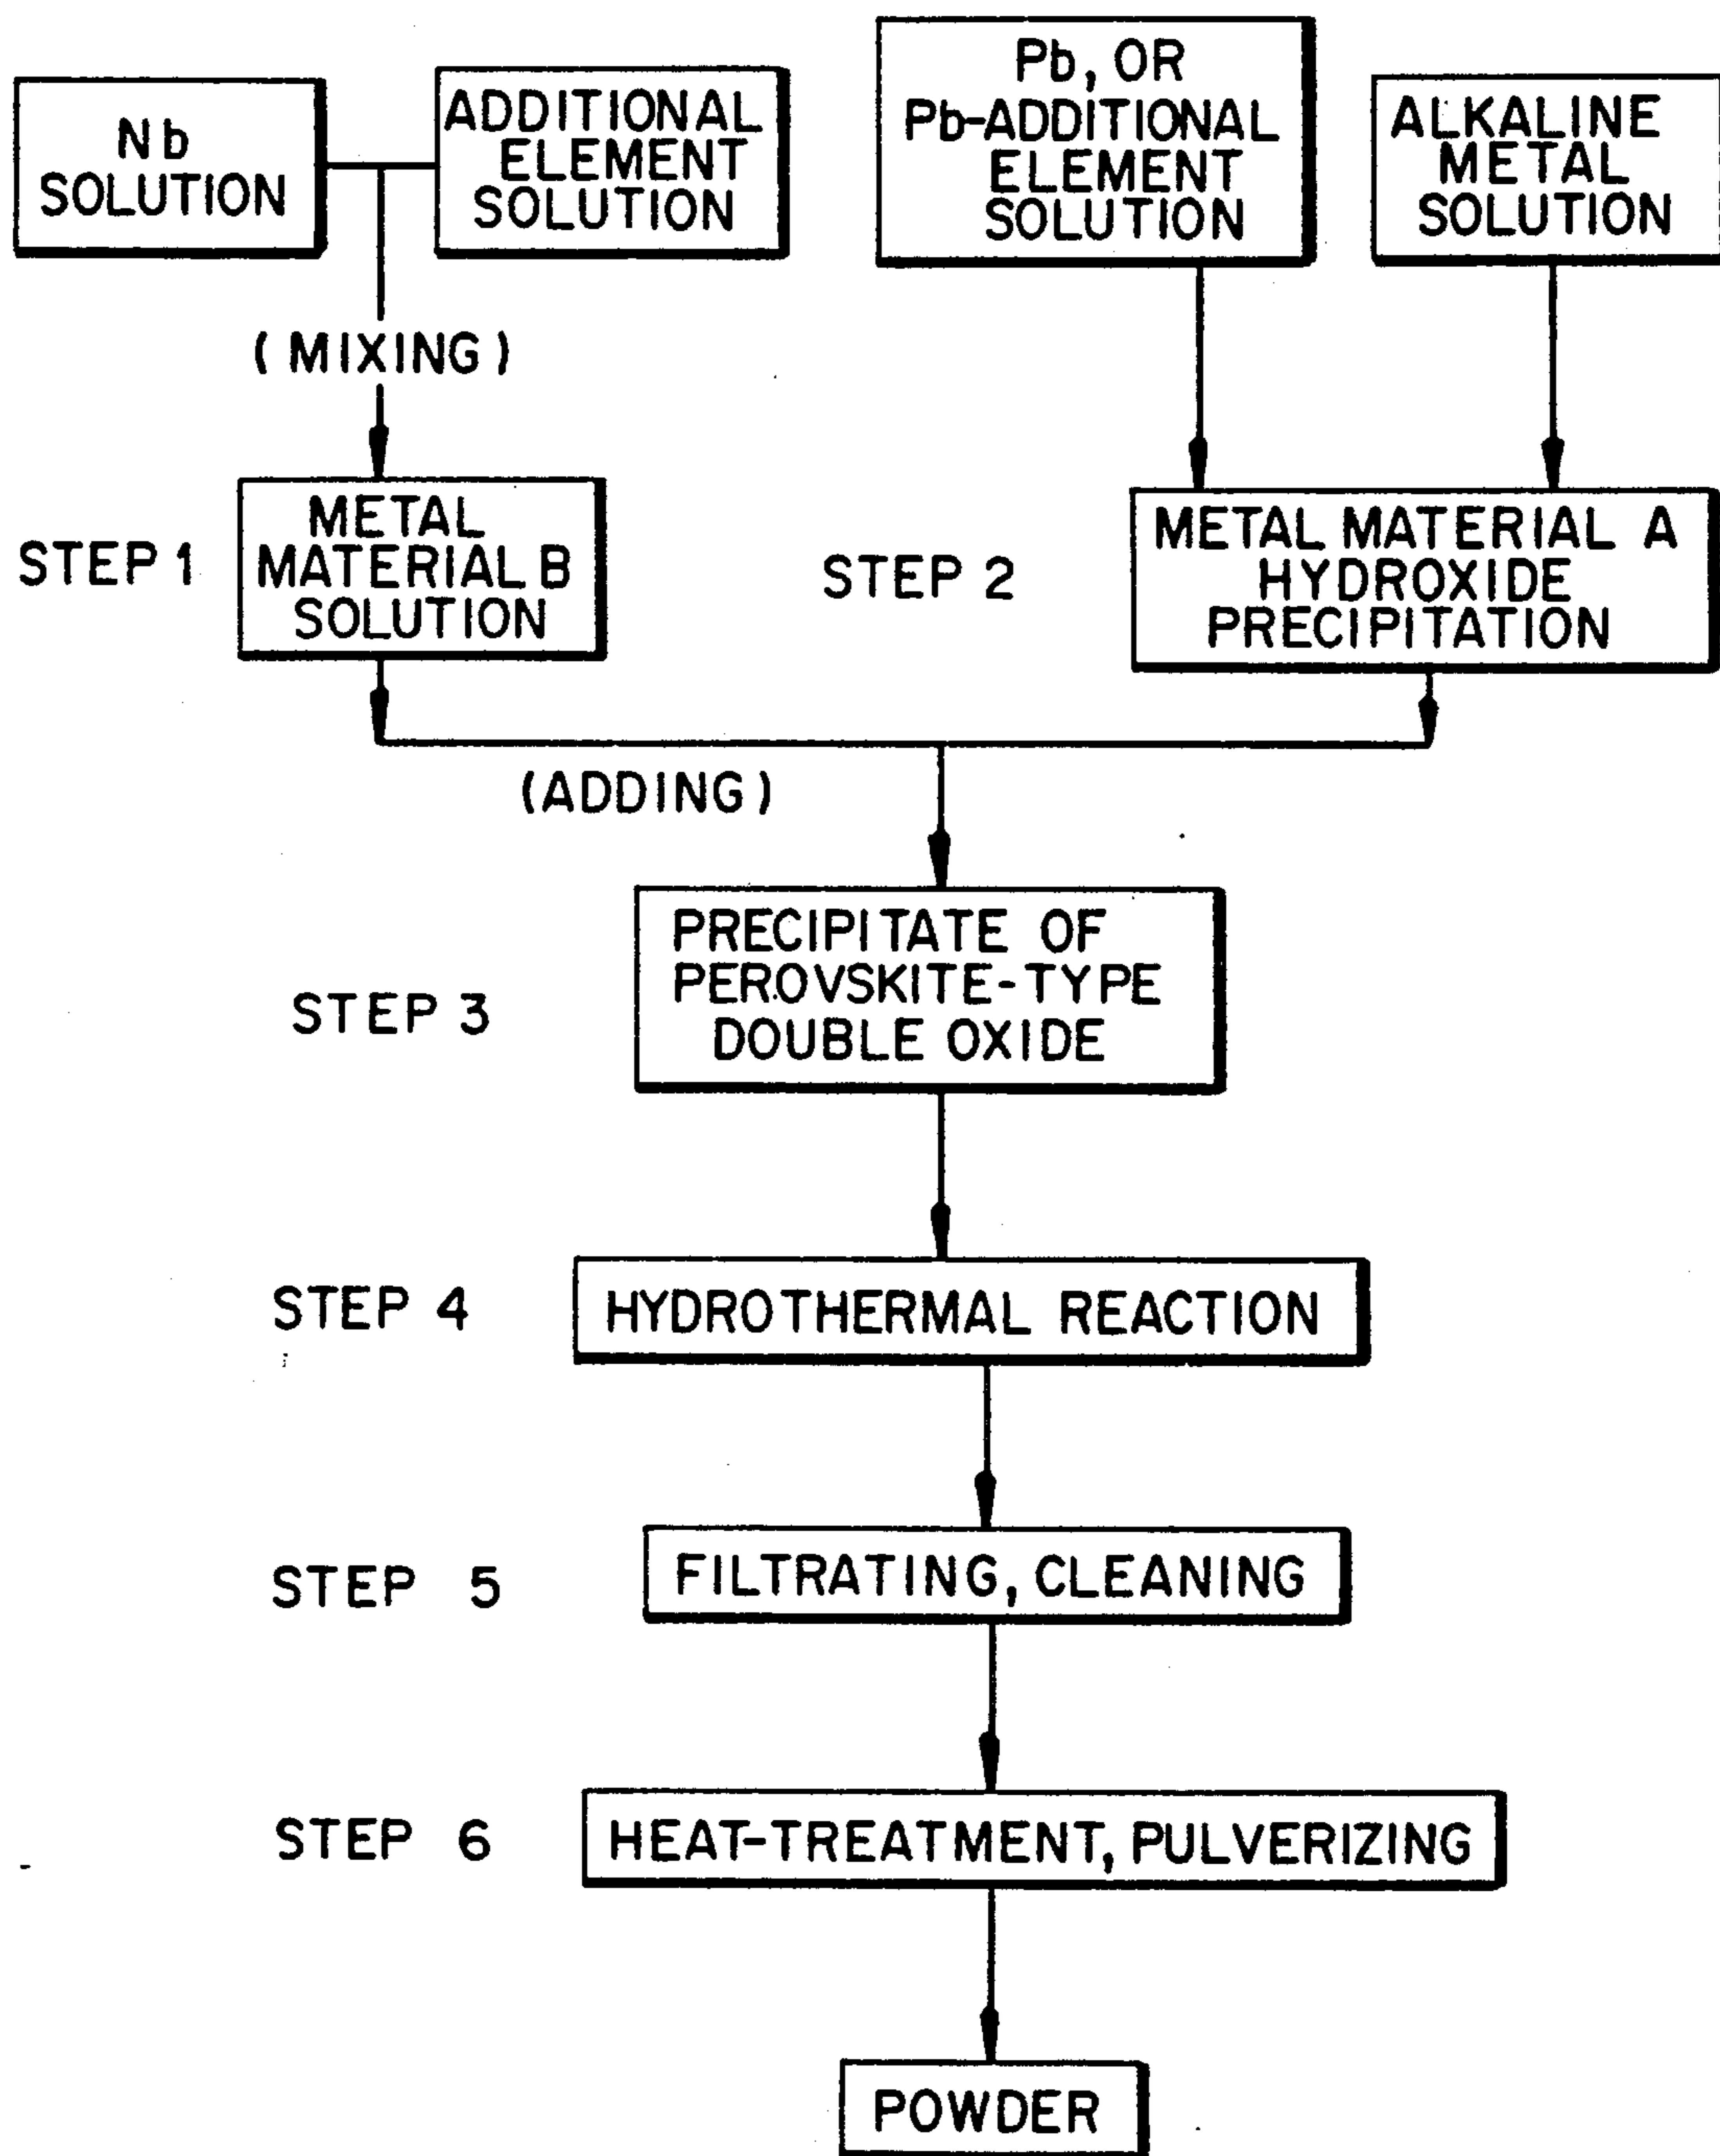 Nb
SOLUTION
ADDITIONAL
ELEMENT
SOLUTION
Pb, OR
Pb-ADDITIONAL
ELEMENT
SOLUTION
ALKALINE
METAL
SOLUTION
(MIXING)
STEP 1
METAL
MATERIAL B
SOLUTION
STEP 2
METAL MATERIAL A
HYDROXIDE
PRECIPITATION
(ADDING)
STEP 3
PRECIPITATE OF
PEROVSKITE-TYPE
DOUBLE OXIDE
STEP 4
HYDROTHERMAL REACTION
STEP 5
FILTRATING, CLEANING
STEP 6
HEAT-TREATMENT, PULVERIZING
POWDER